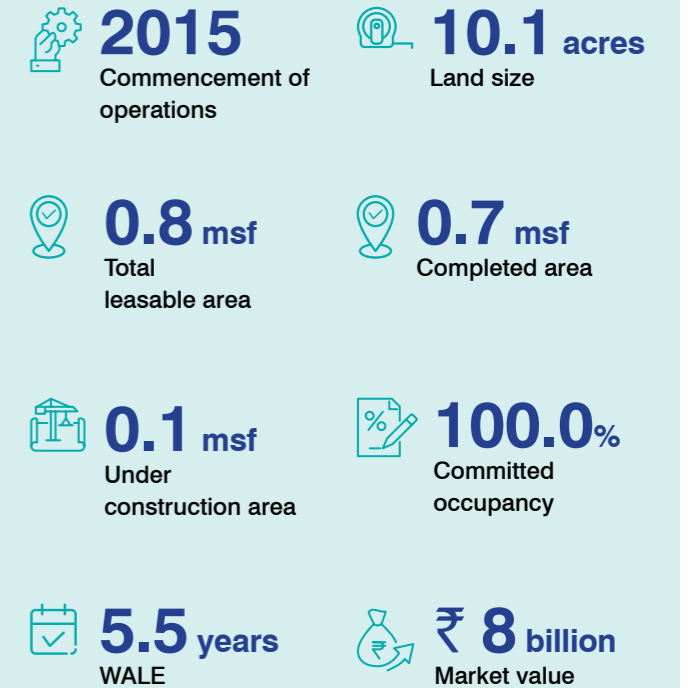 2015
Commencement of
operations
10.1 acres
Land size
0.8 msf
Total
leasable area
0.7 msf
Completed area
0.1 msf
Under
construction area
%
100.0%
Committed
occupancy
5.5 years
WALE
₹
₹ 8 billion
Market value